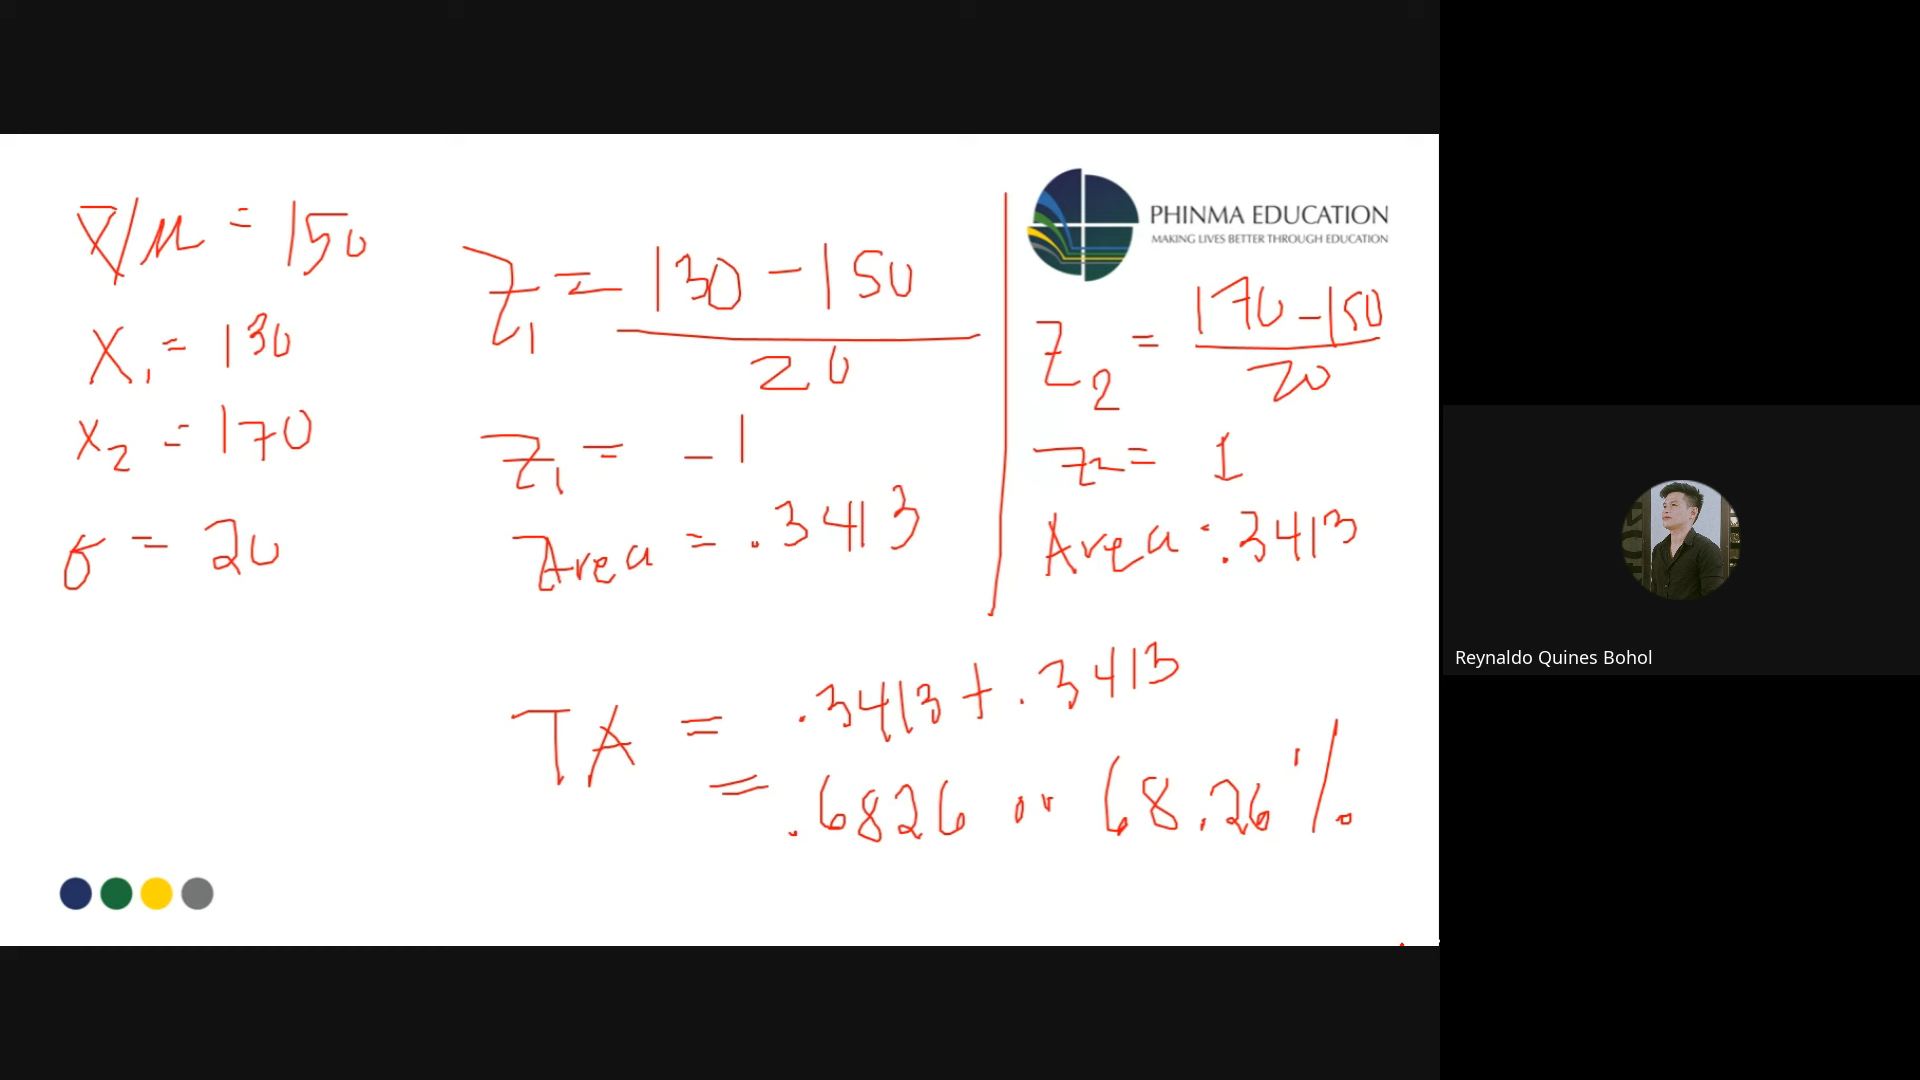 x̄/μ = 150
X₁ = 130
x₂ = 170
σ = 20
Z₁ = 130 - 150
20
Z₁ = -1
Area = .3413
PHINMA EDUCATION
MAKING LIVES BETTER THROUGH EDUCATION
Z₂ = 170 - 150
20
Z₂ = 1
Area = .3413
TA = .3413 + .3413
= .6826 or 68.26%
Reynaldo Quines Bohol